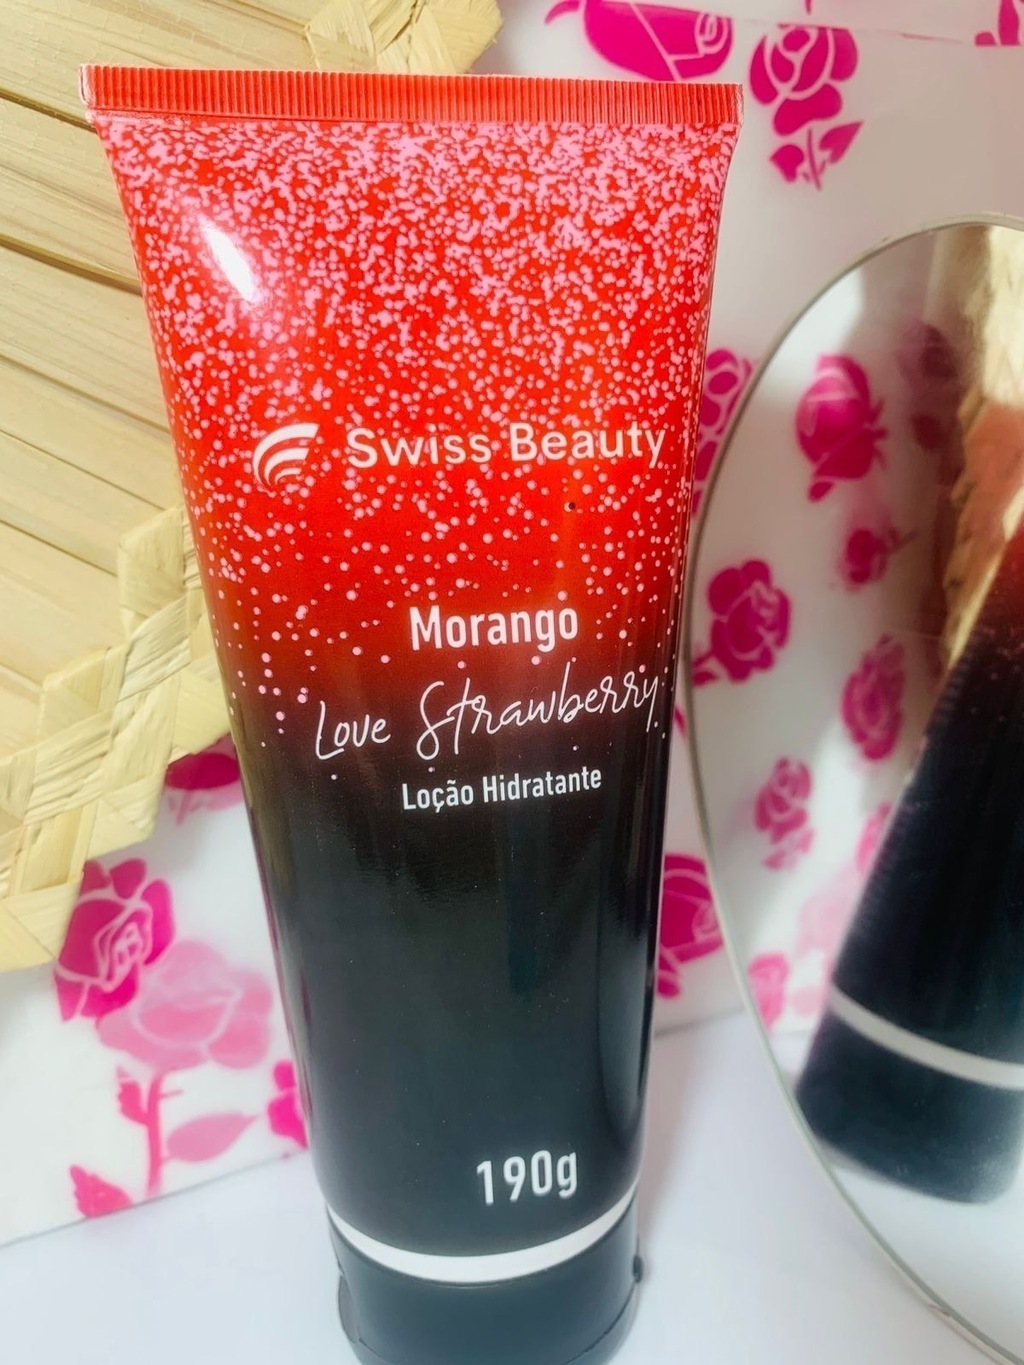 Swiss Beauty
Morango
Love Strawberry
Loção Hidratante
190g